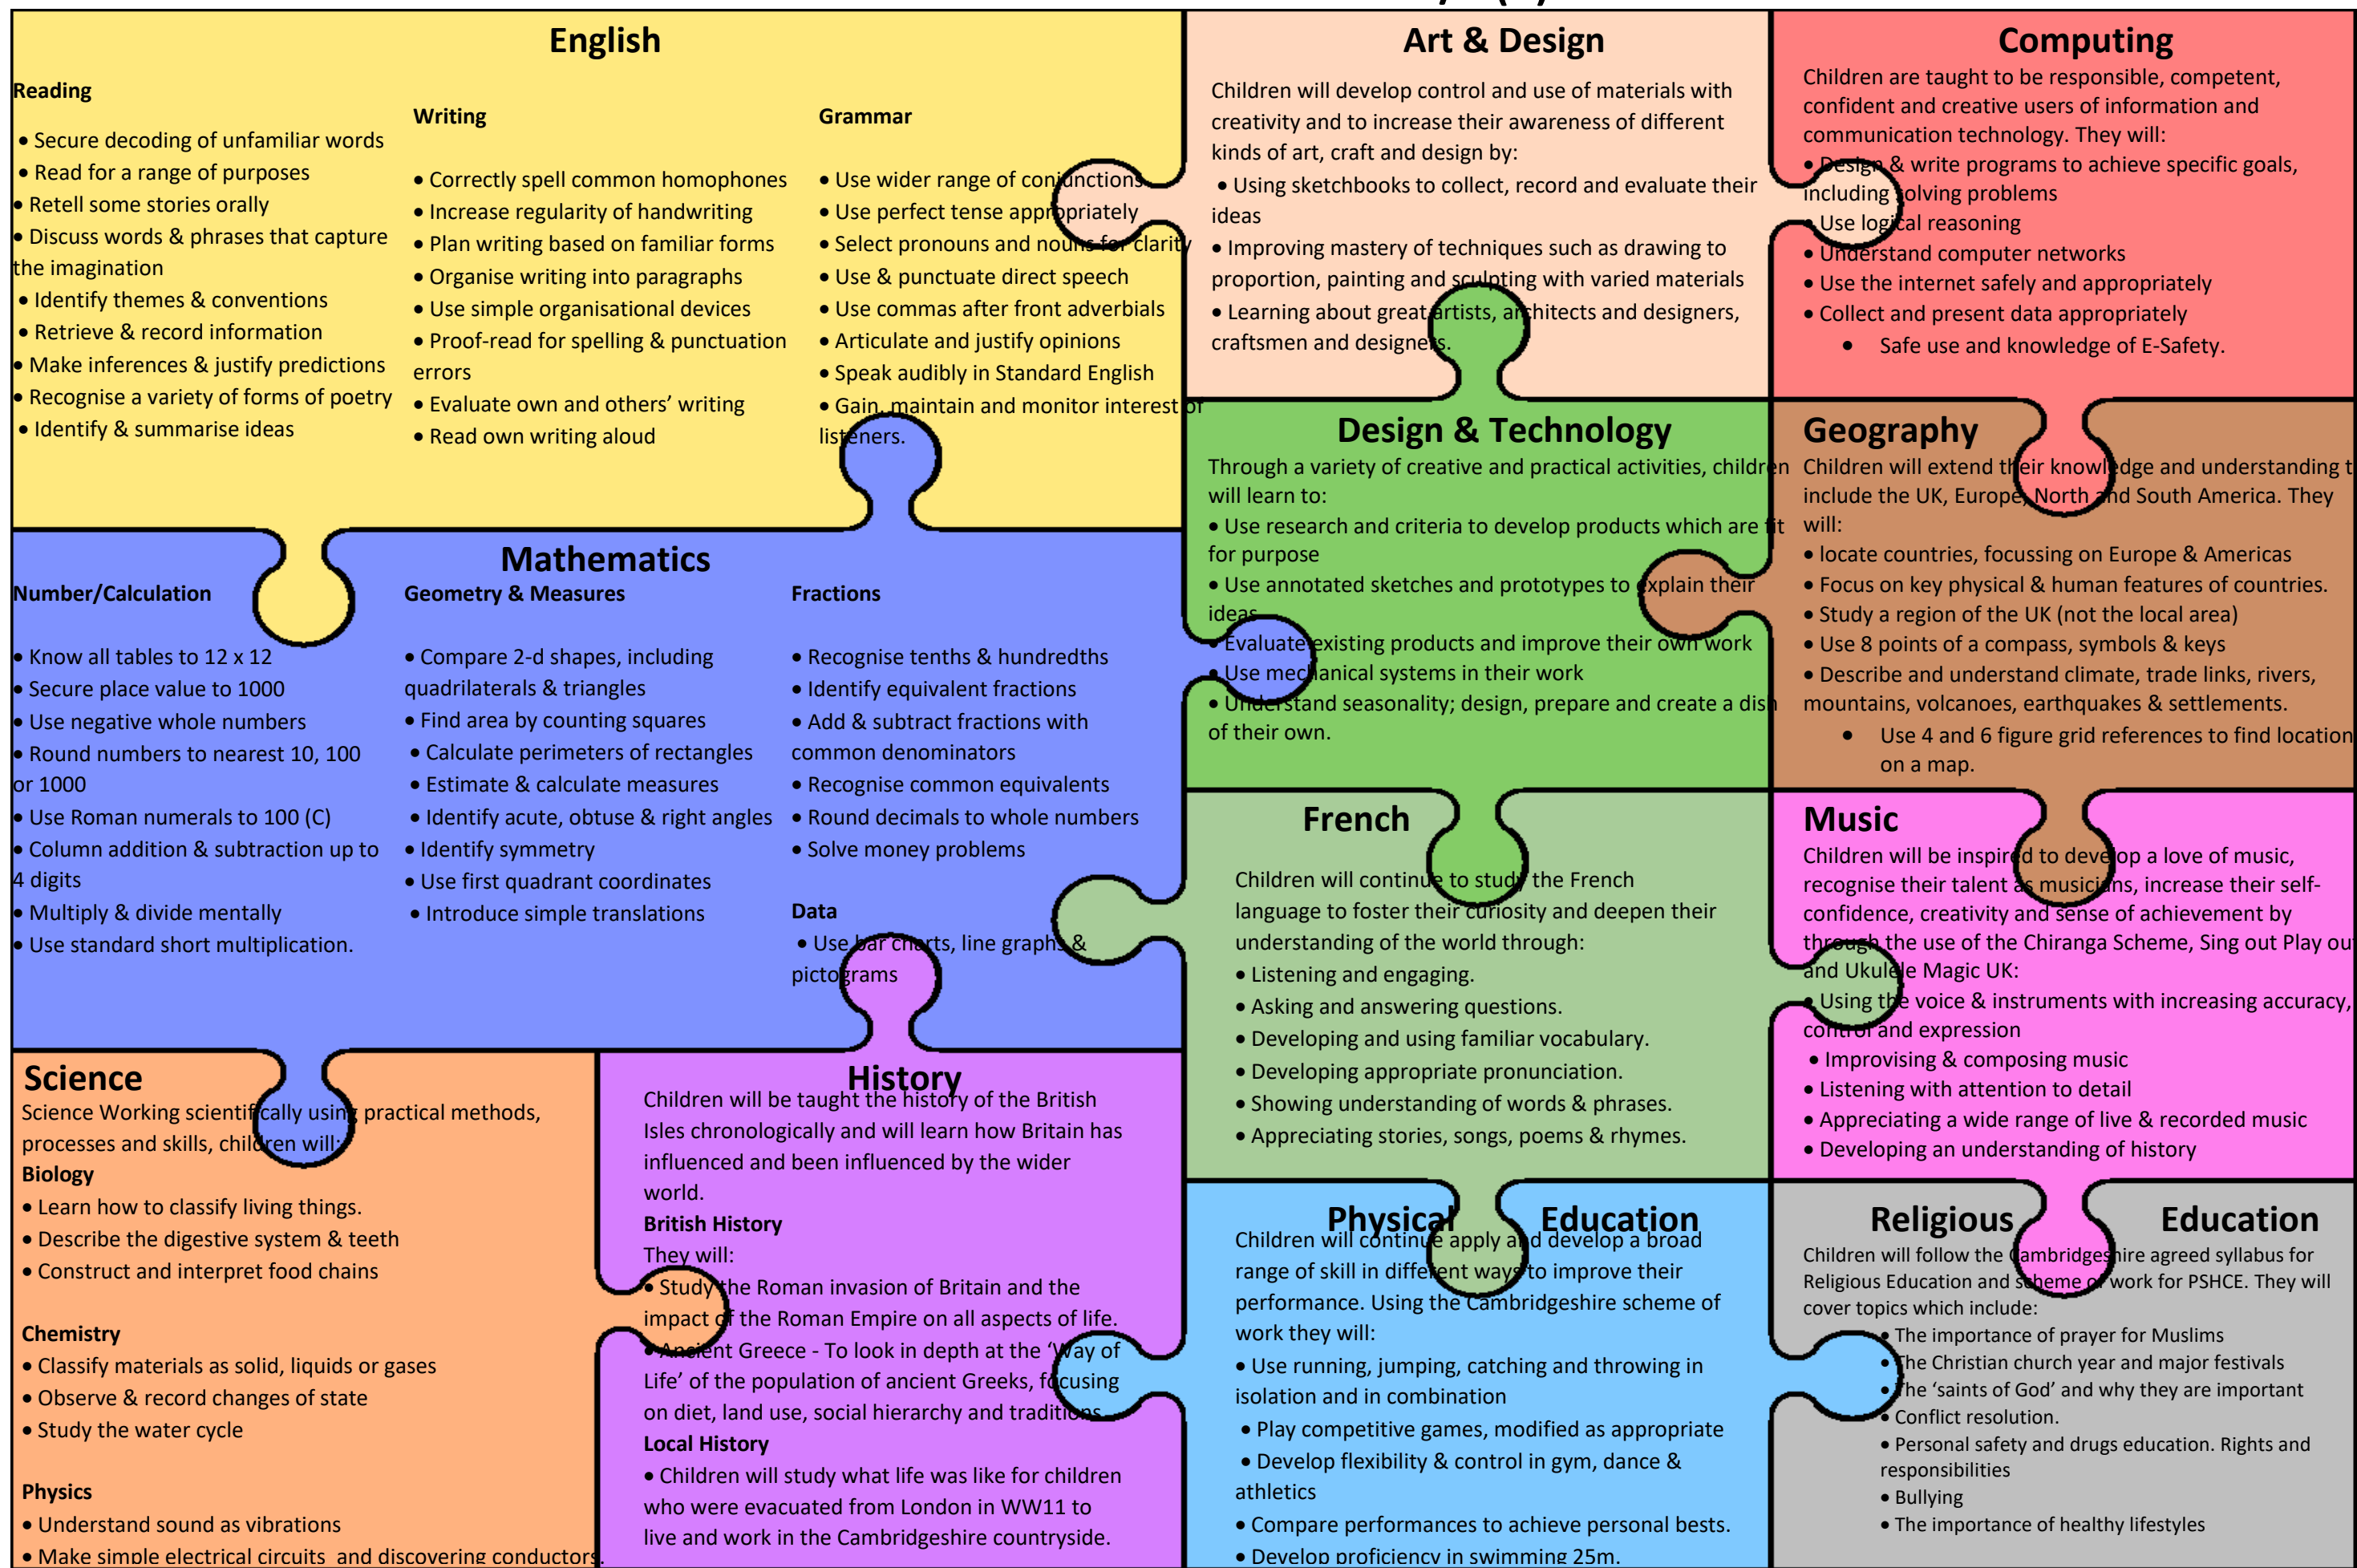 English
Reading
• Secure decoding of unfamiliar words
• Read for a range of purposes
• Retell some stories orally
• Discuss words & phrases that capture
the imagination
• Identify themes & conventions
• Retrieve & record information
• Make inferences & justify predictions
• Recognise a variety of forms of poetry
• Identify & summarise ideas
Writing
• Correctly spell common homophones
• Increase regularity of handwriting
• Plan writing based on familiar forms
• Organise writing into paragraphs
• Use simple organisational devices
• Proof-read for spelling & punctuation
errors
• Evaluate own and others’ writing
• Read own writing aloud
Grammar
• Use wider range of conjunctions
• Use perfect tense appropriately
• Select pronouns and nouns for clarity
• Use & punctuate direct speech
• Use commas after front adverbials
• Articulate and justify opinions
• Speak audibly in Standard English
• Gain, maintain and monitor interest of
listeners.
Art & Design
Children will develop control and use of materials with
creativity and to increase their awareness of different
kinds of art, craft and design by:
• Using sketchbooks to collect, record and evaluate their
ideas
• Improving mastery of techniques such as drawing to
proportion, painting and sculpting with varied materials
• Learning about great artists, architects and designers,
craftsmen and designers.
Computing
Children are taught to be responsible, competent,
confident and creative users of information and
communication technology. They will:
• Design & write programs to achieve specific goals,
including solving problems
• Use logical reasoning
• Understand computer networks
• Use the internet safely and appropriately
• Collect and present data appropriately
• Safe use and knowledge of E-Safety.
Design & Technology
Through a variety of creative and practical activities, children
will learn to:
• Use research and criteria to develop products which are fit
for purpose
• Use annotated sketches and prototypes to explain their
ideas
• Evaluate existing products and improve their own work
• Use mechanical systems in their work
• Understand seasonality; design, prepare and create a dish
of their own.
Geography
Children will extend their knowledge and understanding t
include the UK, Europe, North and South America. They
will:
• locate countries, focussing on Europe & Americas
• Focus on key physical & human features of countries.
• Study a region of the UK (not the local area)
• Use 8 points of a compass, symbols & keys
• Describe and understand climate, trade links, rivers,
mountains, volcanoes, earthquakes & settlements.
• Use 4 and 6 figure grid references to find location
on a map.
Mathematics
Number/Calculation
• Know all tables to 12 x 12
• Secure place value to 1000
• Use negative whole numbers
• Round numbers to nearest 10, 100
or 1000
• Use Roman numerals to 100 (C)
• Column addition & subtraction up to
4 digits
• Multiply & divide mentally
• Use standard short multiplication.
Geometry & Measures
• Compare 2-d shapes, including
quadrilaterals & triangles
• Find area by counting squares
• Calculate perimeters of rectangles
• Estimate & calculate measures
• Identify acute, obtuse & right angles
• Identify symmetry
• Use first quadrant coordinates
• Introduce simple translations
Fractions
• Recognise tenths & hundredths
• Identify equivalent fractions
• Add & subtract fractions with
common denominators
• Recognise common equivalents
• Round decimals to whole numbers
• Solve money problems
Data
• Use bar charts, line graphs &
pictograms
French
Children will continue to study the French
language to foster their curiosity and deepen their
understanding of the world through:
• Listening and engaging.
• Asking and answering questions.
• Developing and using familiar vocabulary.
• Developing appropriate pronunciation.
• Showing understanding of words & phrases.
• Appreciating stories, songs, poems & rhymes.
Music
Children will be inspired to develop a love of music,
recognise their talent as musicians, increase their self-
confidence, creativity and sense of achievement by
through the use of the Chiranga Scheme, Sing out Play out
and Ukulele Magic UK:
• Using the voice & instruments with increasing accuracy,
control and expression
• Improvising & composing music
• Listening with attention to detail
• Appreciating a wide range of live & recorded music
• Developing an understanding of history
Science
Science Working scientifically using practical methods,
processes and skills, children will:
Biology
• Learn how to classify living things.
• Describe the digestive system & teeth
• Construct and interpret food chains
Chemistry
• Classify materials as solid, liquids or gases
• Observe & record changes of state
• Study the water cycle
Physics
• Understand sound as vibrations
• Make simple electrical circuits and discovering conductors.
History
Children will be taught the history of the British
Isles chronologically and will learn how Britain has
influenced and been influenced by the wider
world.
British History
They will:
• Study the Roman invasion of Britain and the
impact of the Roman Empire on all aspects of life.
• Ancient Greece - To look in depth at the ‘Way of
Life’ of the population of ancient Greeks, focusing
on diet, land use, social hierarchy and traditions
Local History
• Children will study what life was like for children
who were evacuated from London in WW11 to
live and work in the Cambridgeshire countryside.
Physical Education
Children will continue apply and develop a broad
range of skill in different ways to improve their
performance. Using the Cambridgeshire scheme of
work they will:
• Use running, jumping, catching and throwing in
isolation and in combination
• Play competitive games, modified as appropriate
• Develop flexibility & control in gym, dance &
athletics
• Compare performances to achieve personal bests.
• Develop proficiency in swimming 25m.
Religious Education
Children will follow the Cambridgeshire agreed syllabus for
Religious Education and scheme of work for PSHCE. They will
cover topics which include:
• The importance of prayer for Muslims
• The Christian church year and major festivals
• The ‘saints of God’ and why they are important
• Conflict resolution.
• Personal safety and drugs education. Rights and
responsibilities
• Bullying
• The importance of healthy lifestyles